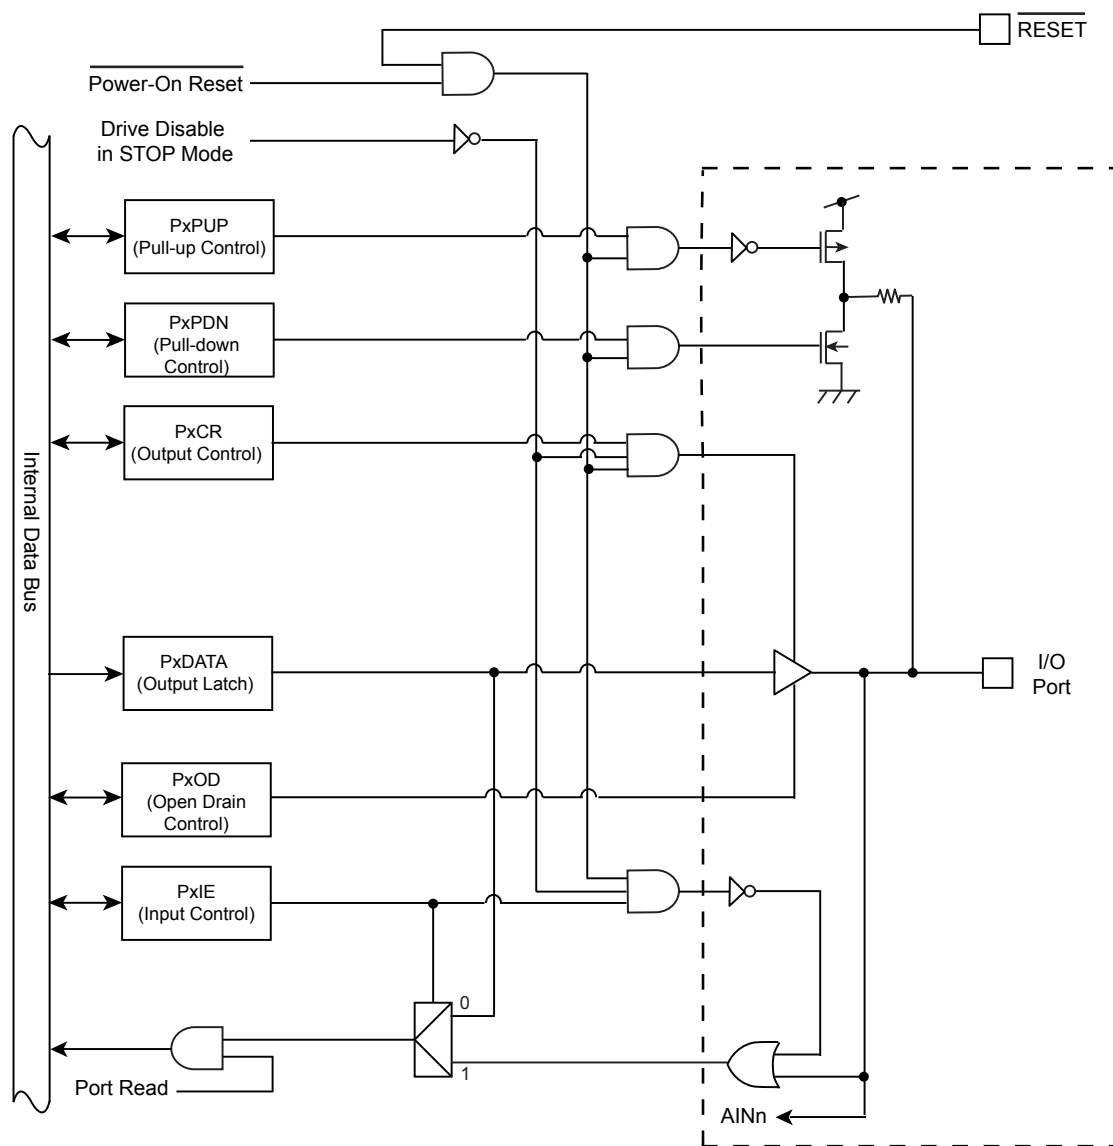 RESET
Power-On Reset
Drive Disable
in STOP Mode
PxPUP
(Pull-up Control)
PxPDN
(Pull-down
Control)
PxCR
(Output Control)
Internal Data Bus
PxDATA
(Output Latch)
I/O
Port
PxOD
(Open Drain
Control)
PxIE
(Input Control)
0
1
Port Read
AINn